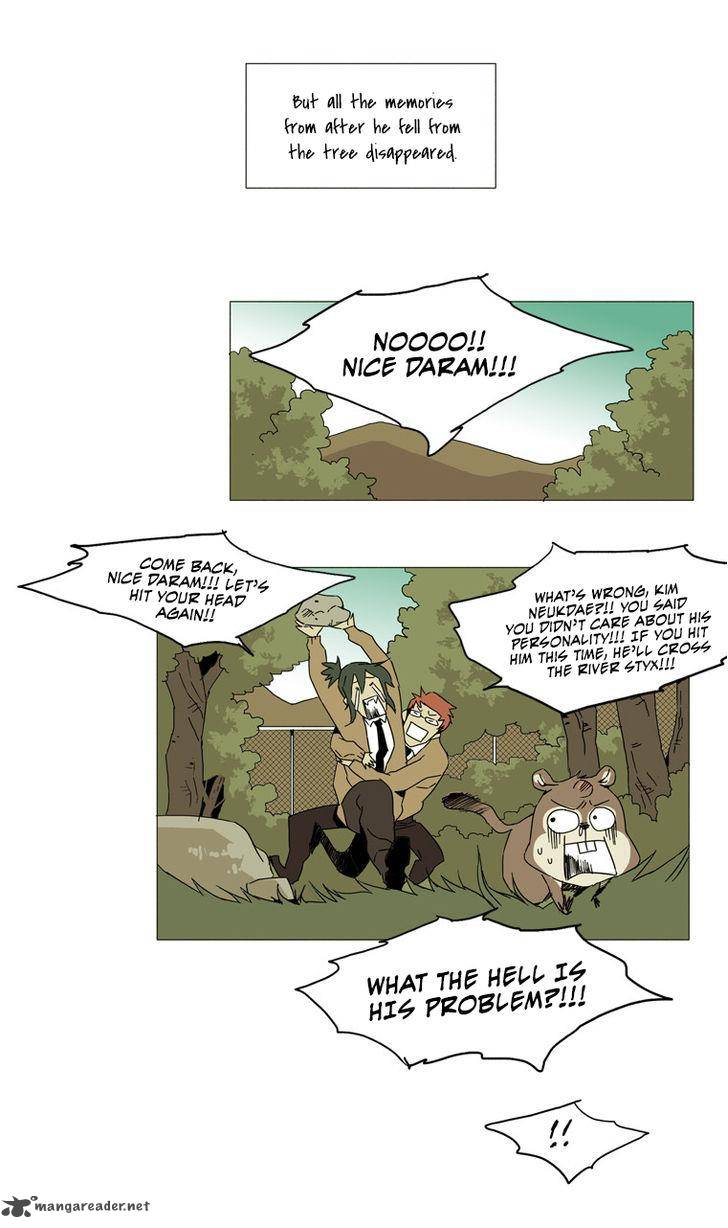 But all the memories
from after he fell from
the tree disappeared.
NOOOO!!
NICE DARAM!!!
COME BACK,
NICE DARAM!!! LET'S
HIT YOUR HEAD
AGAIN!!
WHAT'S WRONG, KIM
NEUKDAE?!! YOU SAID
YOU DIDN'T CARE ABOUT HIS
PERSONALITY!!! IF YOU HIT
HIM THIS TIME, HE'LL CROSS
THE RIVER STYX!!!
WHAT THE HELL IS
HIS PROBLEM?!!!
!!
mangareader.net